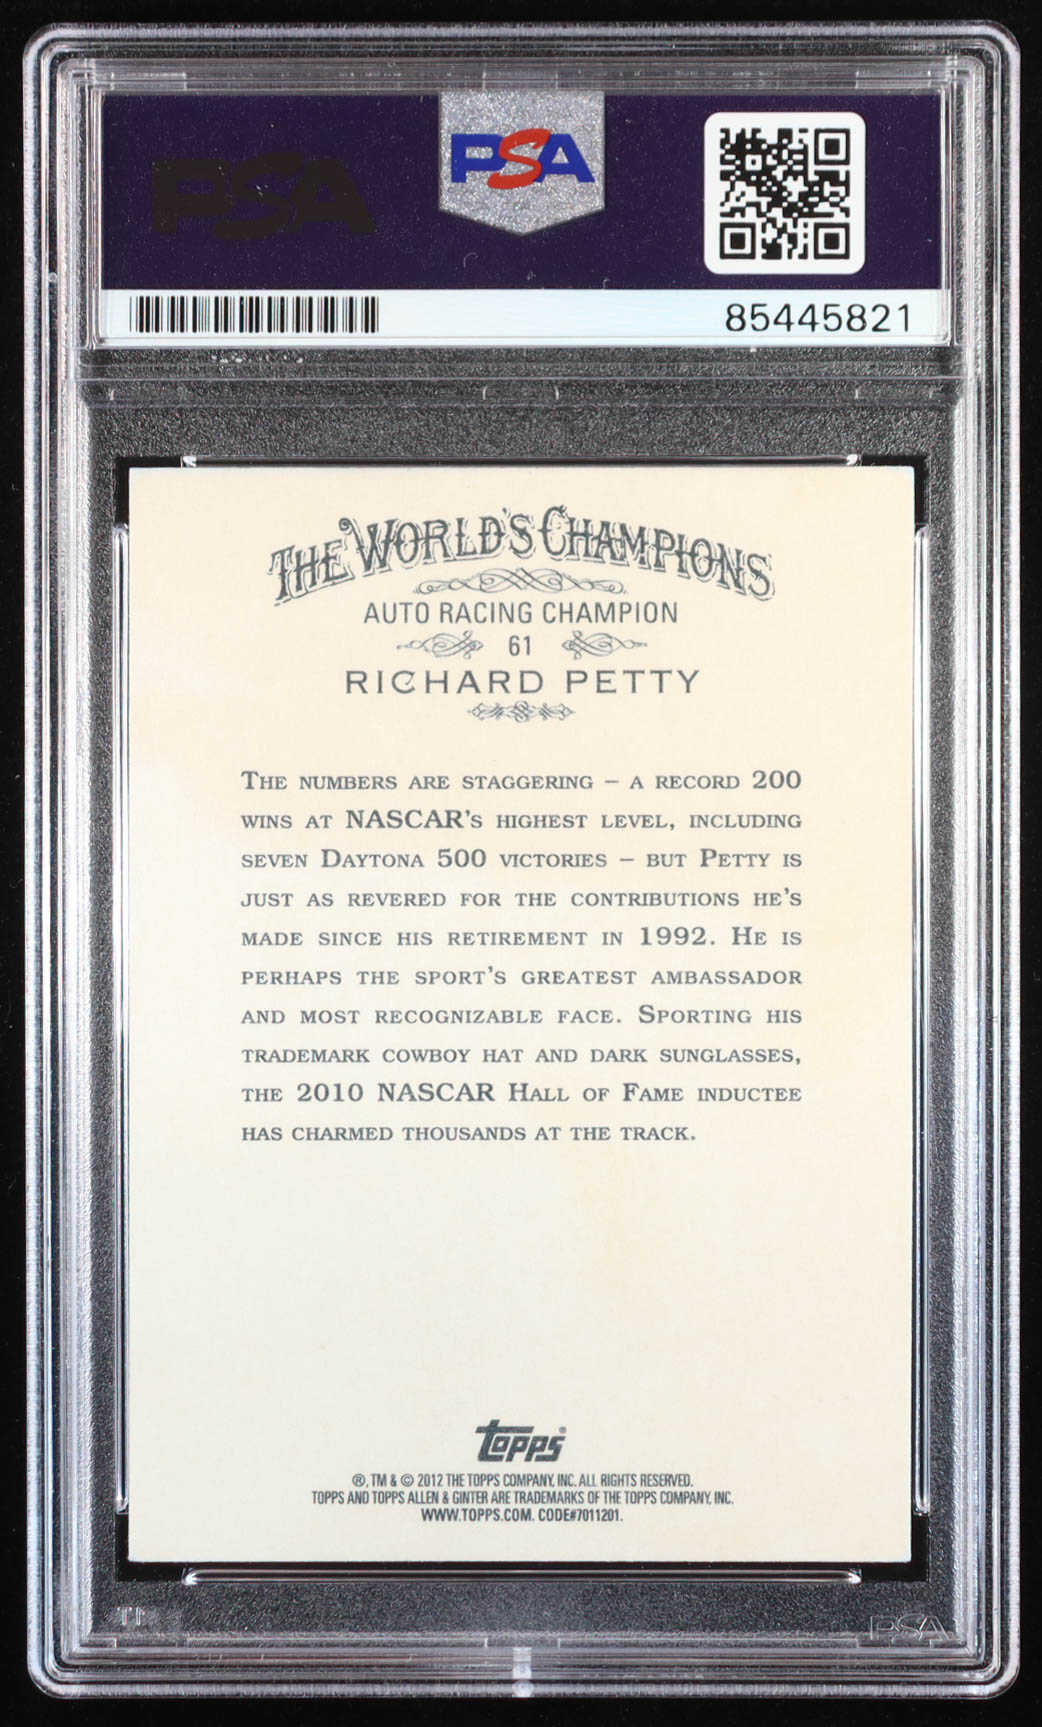 PSA
PSA
85445821
THE WORLD'S CHAMPIONS
AUTO RACING CHAMPION
61
RICHARD PETTY
THE NUMBERS ARE STAGGERING – A RECORD 200
WINS AT NASCAR'S HIGHEST LEVEL, INCLUDING
SEVEN DAYTONA 500 VICTORIES – BUT PETTY IS
JUST AS REVERED FOR THE CONTRIBUTIONS HE'S
MADE SINCE HIS RETIREMENT IN 1992. HE IS
PERHAPS THE SPORT'S GREATEST AMBASSADOR
AND MOST RECOGNIZABLE FACE. SPORTING HIS
TRADEMARK COWBOY HAT AND DARK SUNGLASSES,
THE 2010 NASCAR HALL OF FAME INDUCTEE
HAS CHARMED THOUSANDS AT THE TRACK.
TOPPS®
®, TM & © 2012 THE TOPPS COMPANY, INC. ALL RIGHTS RESERVED.
TOPPS AND TOPPS ALLEN & GINTER ARE TRADEMARKS OF THE TOPPS COMPANY, INC.
WWW.TOPPS.COM. CODE#7011201.
PSA